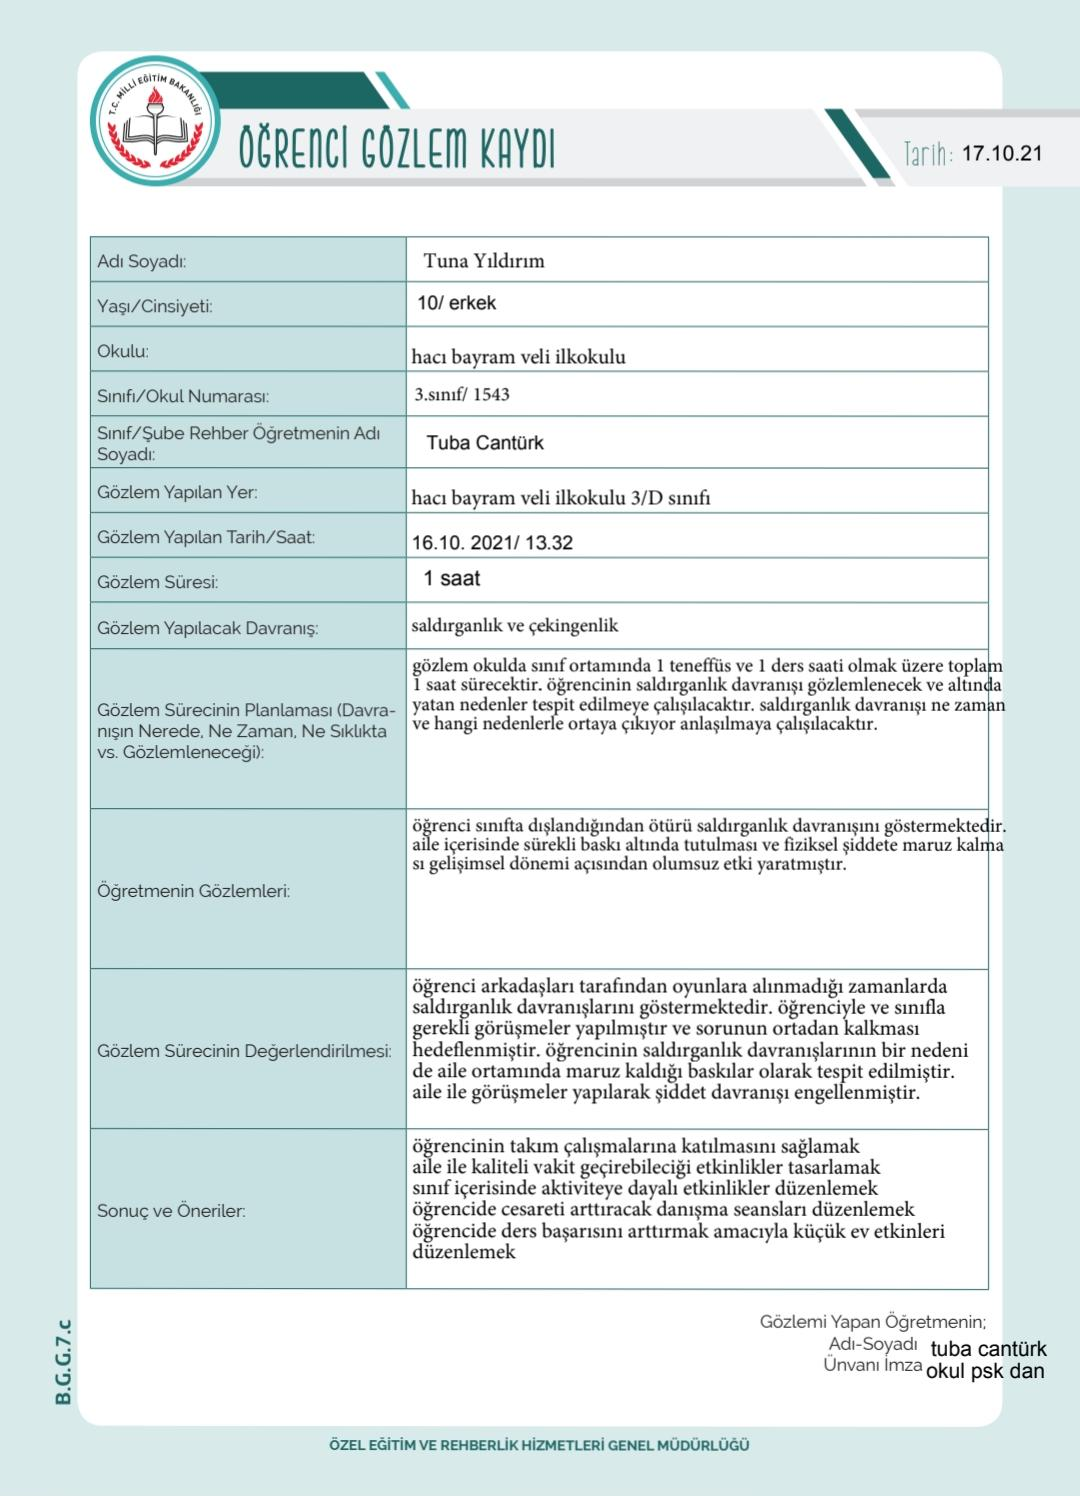 T.C. MİLLİ EĞİTİM BAKANLIĞI
ÖĞRENCİ GÖZLEM KAYDI
Tarih: 17.10.21
Adı Soyadı: Tuna Yıldırım
Yaşı/Cinsiyeti: 10/ erkek
Okulu: hacı bayram veli ilkokulu
Sınıfı/Okul Numarası: 3.sınıf/ 1543
Sınıf/Şube Rehber Öğretmenin Adı
Soyadı:
Tuba Cantürk
Gözlem Yapılan Yer: hacı bayram veli ilkokulu 3/D sınıfı
Gözlem Yapılan Tarih/Saat: 16.10. 2021/ 13.32
Gözlem Süresi: 1 saat
Gözlem Yapılacak Davranış: saldırganlık ve çekingenlik
Gözlem Sürecinin Planlaması (Davra-
nışın Nerede, Ne Zaman, Ne Sıklıkta
vs. Gözlemleneceği):
gözlem okulda sınıf ortamında 1 teneffüs ve 1 ders saati olmak üzere toplam
1 saat sürecektir. öğrencinin saldırganlık davranışı gözlemlenecek ve altında
yatan nedenler tespit edilmeye çalışılacaktır. saldırganlık davranışı ne zaman
ve hangi nedenlerle ortaya çıkıyor anlaşılmaya çalışılacaktır.
Öğretmenin Gözlemleri:
öğrenci sınıfta dışlandığından ötürü saldırganlık davranışını göstermektedir.
aile içerisinde sürekli baskı altında tutulması ve fiziksel şiddete maruz kalma
sı gelişimsel dönemi açısından olumsuz etki yaratmıştır.
Gözlem Sürecinin Değerlendirilmesi:
öğrenci arkadaşları tarafından oyunlara alınmadığı zamanlarda
saldırganlık davranışlarını göstermektedir. öğrenciyle ve sınıfla
gerekli görüşmeler yapılmıştır ve sorunun ortadan kalkması
hedeflenmiştir. öğrencinin saldırganlık davranışlarının bir nedeni
de aile ortamında maruz kaldığı baskılar olarak tespit edilmiştir.
aile ile görüşmeler yapılarak şiddet davranışı engellenmiştir.
Sonuç ve Öneriler:
öğrencinin takım çalışmalarına katılmasını sağlamak
aile ile kaliteli vakit geçirebileceği etkinlikler tasarlamak
sınıf içerisinde aktiviteye dayalı etkinlikler düzenlemek
öğrencide cesareti arttıracak danışma seansları düzenlemek
öğrencide ders başarısını arttırmak amacıyla küçük ev etkinleri
düzenlemek
Gözlemi Yapan Öğretmenin;
Adı-Soyadı tuba cantürk
Ünvanı İmza okul psk dan
B.G.G.7.c
ÖZEL EĞİTİM VE REHBERLİK HİZMETLERİ GENEL MÜDÜRLÜĞÜ